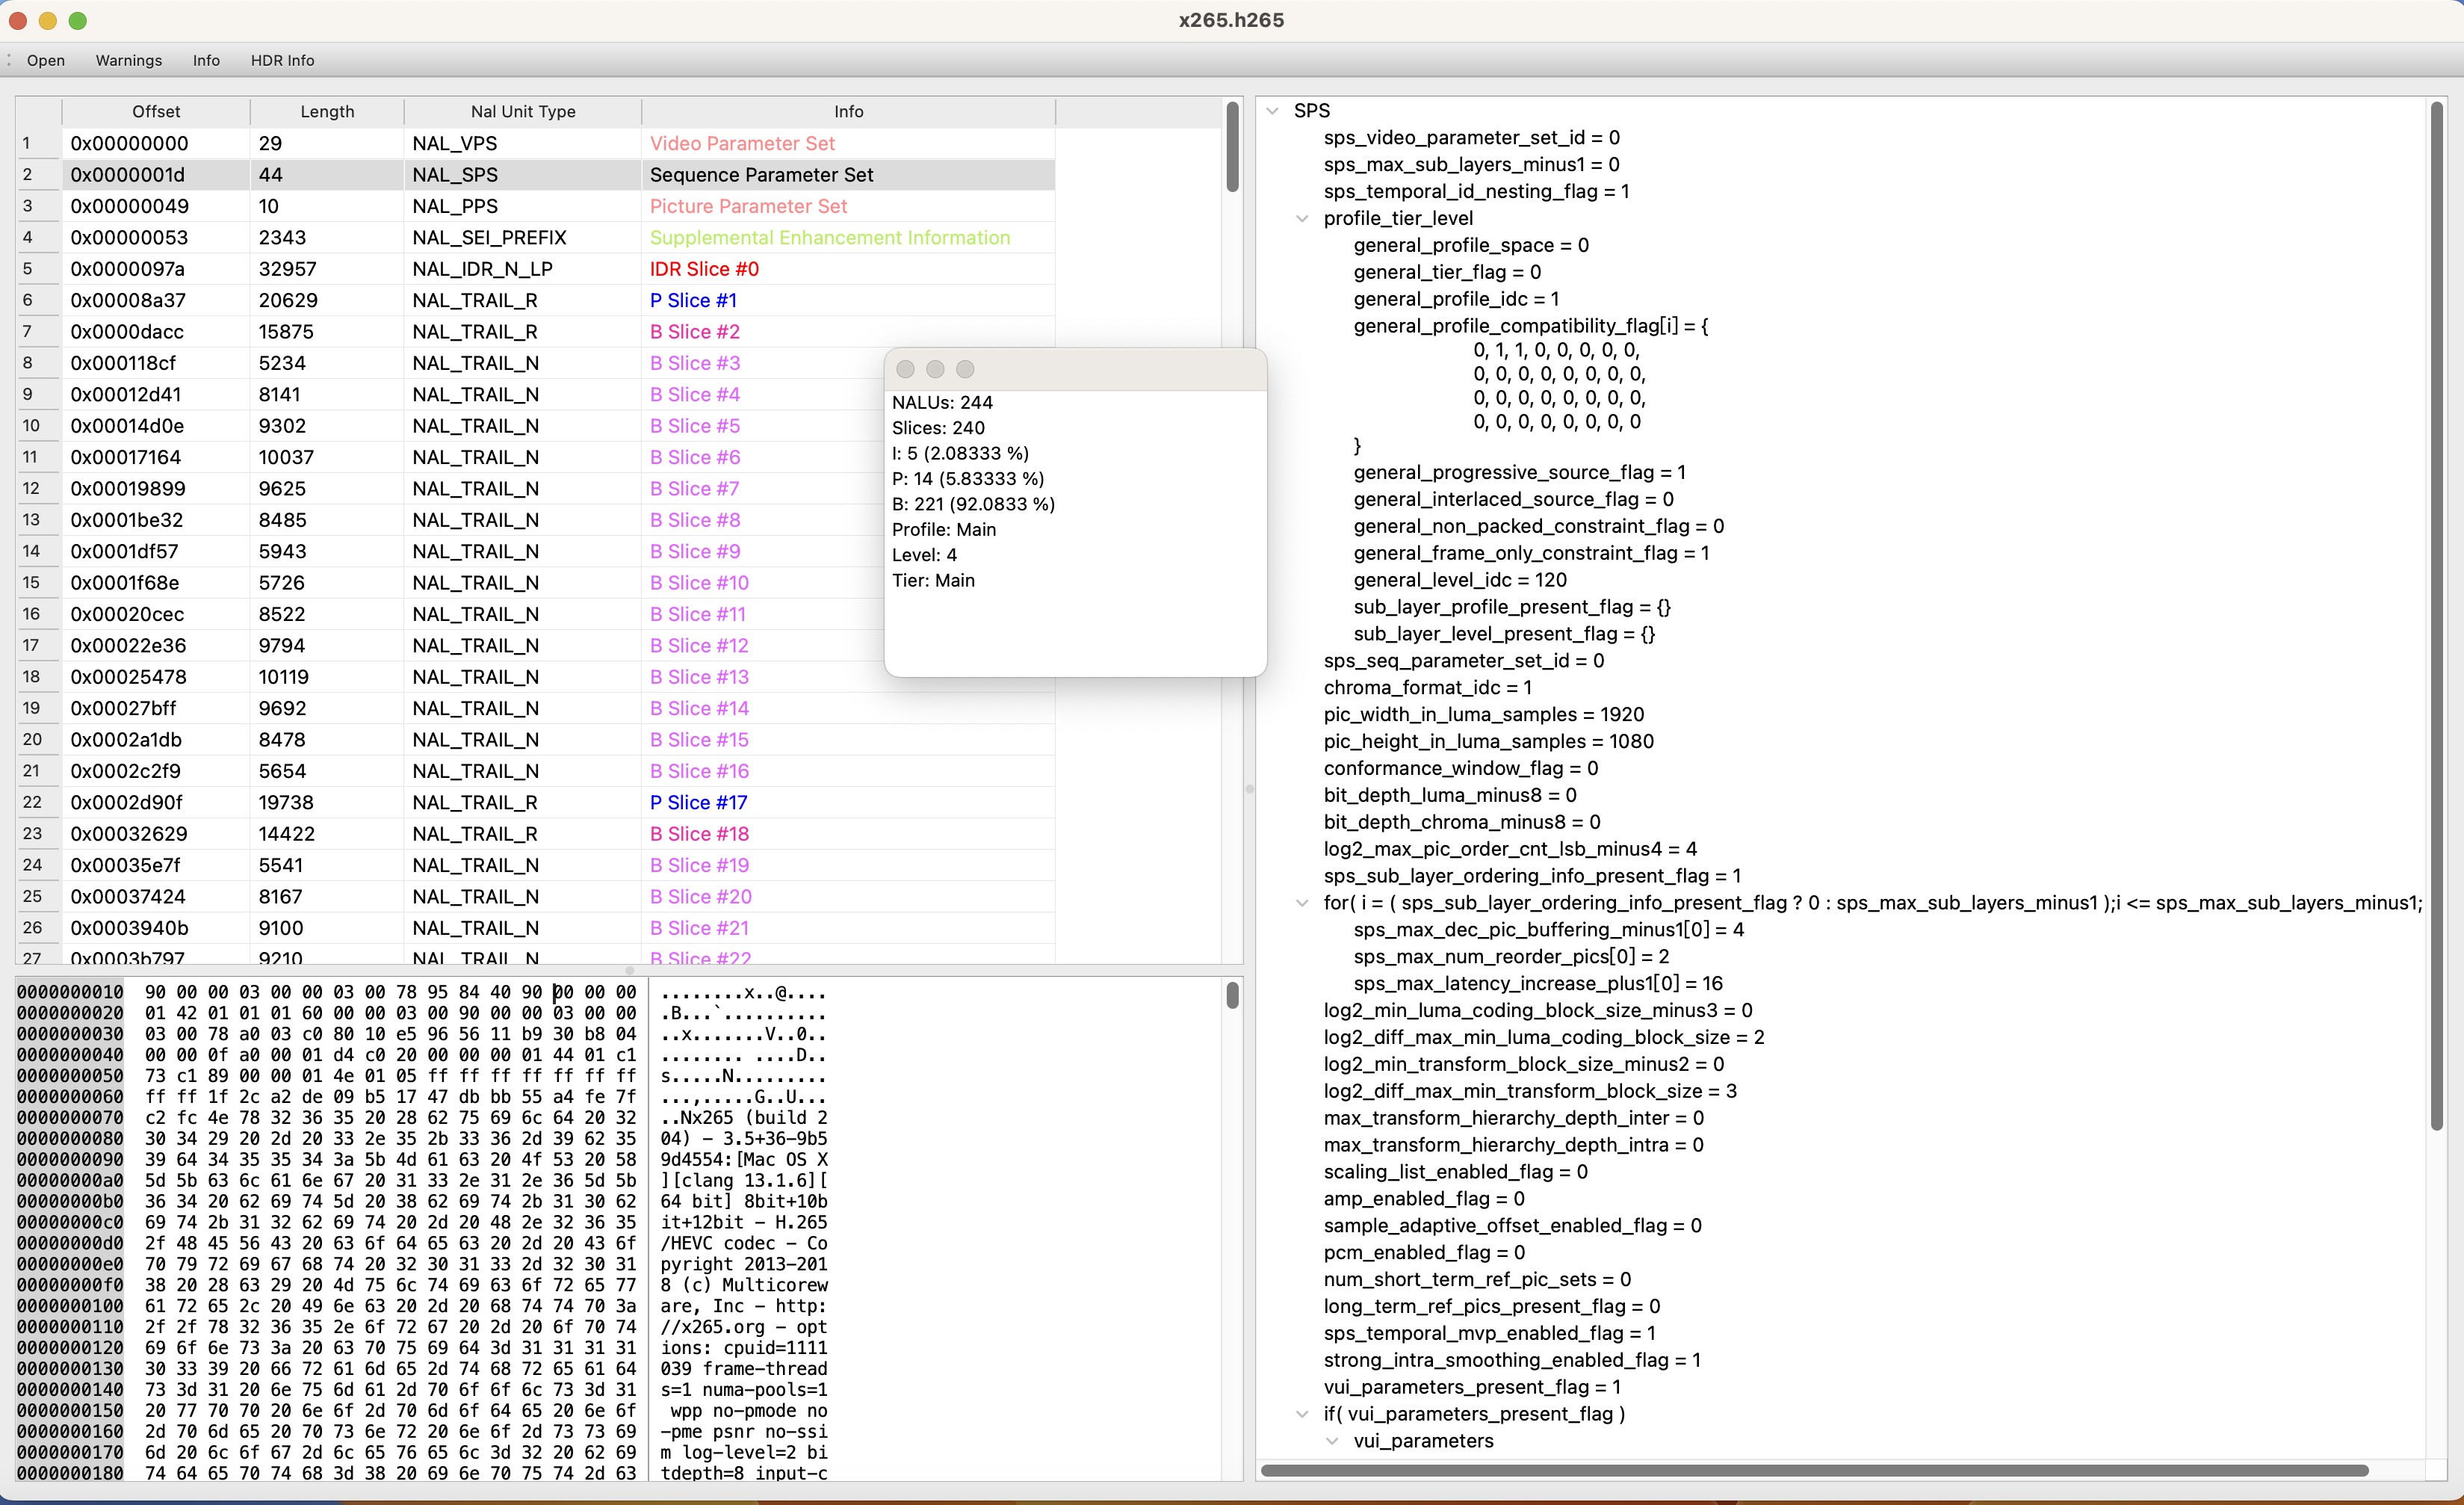 x265.h265
Open Warnings Info HDR Info
Offset Length Nal Unit Type Info
1 0x00000000 29 NAL_VPS Video Parameter Set
2 0x0000001d 44 NAL_SPS Sequence Parameter Set
3 0x00000049 10 NAL_PPS Picture Parameter Set
4 0x00000053 2343 NAL_SEI_PREFIX Supplemental Enhancement Information
5 0x0000097a 32957 NAL_IDR_N_LP IDR Slice #0
6 0x00008a37 20629 NAL_TRAIL_R P Slice #1
7 0x0000dacc 15875 NAL_TRAIL_R B Slice #2
8 0x000118cf 5234 NAL_TRAIL_N B Slice #3
9 0x00012d41 8141 NAL_TRAIL_N B Slice #4
10 0x00014d0e 9302 NAL_TRAIL_N B Slice #5
11 0x00017164 10037 NAL_TRAIL_N B Slice #6
12 0x00019899 9625 NAL_TRAIL_N B Slice #7
13 0x0001be32 8485 NAL_TRAIL_N B Slice #8
14 0x0001df57 5943 NAL_TRAIL_N B Slice #9
15 0x0001f68e 5726 NAL_TRAIL_N B Slice #10
16 0x00020cec 8522 NAL_TRAIL_N B Slice #11
17 0x00022e36 9794 NAL_TRAIL_N B Slice #12
18 0x00025478 10119 NAL_TRAIL_N B Slice #13
19 0x00027bff 9692 NAL_TRAIL_N B Slice #14
20 0x0002a1db 8478 NAL_TRAIL_N B Slice #15
21 0x0002c2f9 5654 NAL_TRAIL_N B Slice #16
22 0x0002d90f 19738 NAL_TRAIL_R P Slice #17
23 0x00032629 14422 NAL_TRAIL_R B Slice #18
24 0x00035e7f 5541 NAL_TRAIL_N B Slice #19
25 0x00037424 8167 NAL_TRAIL_N B Slice #20
26 0x0003940b 9100 NAL_TRAIL_N B Slice #21
27 0x0003b797 9210 NAL_TRAIL_N B Slice #22
NALUs: 244
Slices: 240
I: 5 (2.08333 %)
P: 14 (5.83333 %)
B: 221 (92.0833 %)
Profile: Main
Level: 4
Tier: Main
0000000010 90 00 00 03 00 00 03 00 78 95 84 40 90 00 00 00 ........x..@....
0000000020 01 42 01 01 01 60 00 00 03 00 90 00 00 03 00 00 .B...`..........
0000000030 03 00 78 a0 03 c0 80 10 e5 96 56 11 b9 30 b8 04 ..x.......V..0..
0000000040 00 00 0f a0 00 01 d4 c0 20 00 00 00 01 44 01 c1 ........ ....D..
0000000050 73 c1 89 00 00 01 4e 01 05 ff ff ff ff ff ff ff s.....N.........
0000000060 ff ff 1f 2c a2 de 09 b5 17 47 db bb 55 a4 fe 7f ...,.....G..U...
0000000070 c2 fc 4e 78 32 36 35 20 28 62 75 69 6c 64 20 32 ..Nx265 (build 2
0000000080 30 34 29 20 2d 20 33 2e 35 2b 33 36 2d 39 62 35 04) - 3.5+36-9b5
0000000090 39 64 34 35 35 34 3a 5b 4d 61 63 20 4f 53 20 58 9d4554:[Mac OS X
00000000a0 5d 5b 63 6c 61 6e 67 20 31 33 2e 31 2e 36 5d 5b ][clang 13.1.6][
00000000b0 36 34 20 62 69 74 5d 20 38 62 69 74 2b 31 30 62 64 bit] 8bit+10b
00000000c0 69 74 2b 31 32 62 69 74 20 2d 20 48 2e 32 36 35 it+12bit - H.265
00000000d0 2f 48 45 56 43 20 63 6f 64 65 63 20 2d 20 43 6f /HEVC codec - Co
00000000e0 70 79 72 69 67 68 74 20 32 30 31 33 2d 32 30 31 pyright 2013-201
00000000f0 38 20 28 63 29 20 4d 75 6c 74 69 63 6f 72 65 77 8 (c) Multicorew
0000000100 61 72 65 2c 20 49 6e 63 20 2d 20 68 74 74 70 3a are, Inc - http:
0000000110 2f 2f 78 32 36 35 2e 6f 72 67 20 2d 20 6f 70 74 //x265.org - opt
0000000120 69 6f 6e 73 3a 20 63 70 75 69 64 3d 31 31 31 31 ions: cpuid=1111
0000000130 30 33 39 20 66 72 61 6d 65 2d 74 68 72 65 61 64 039 frame-thread
0000000140 73 3d 31 20 6e 75 6d 61 2d 70 6f 6f 6c 73 3d 31 s=1 numa-pools=1
0000000150 20 77 70 70 20 6e 6f 2d 70 6d 6f 64 65 20 6e 6f  wpp no-pmode no
0000000160 2d 70 6d 65 20 70 73 6e 72 20 6e 6f 2d 73 73 69 -pme psnr no-ssi
0000000170 6d 20 6c 6f 67 2d 6c 65 76 65 6c 3d 32 20 62 69 m log-level=2 bi
0000000180 74 64 65 70 74 68 3d 38 20 69 6e 70 75 74 2d 63 tdepth=8 input-c
SPS
sps_video_parameter_set_id = 0
sps_max_sub_layers_minus1 = 0
sps_temporal_id_nesting_flag = 1
profile_tier_level
general_profile_space = 0
general_tier_flag = 0
general_profile_idc = 1
general_profile_compatibility_flag[i] = {
0, 1, 1, 0, 0, 0, 0, 0,
0, 0, 0, 0, 0, 0, 0, 0,
0, 0, 0, 0, 0, 0, 0, 0,
0, 0, 0, 0, 0, 0, 0, 0
}
general_progressive_source_flag = 1
general_interlaced_source_flag = 0
general_non_packed_constraint_flag = 0
general_frame_only_constraint_flag = 1
general_level_idc = 120
sub_layer_profile_present_flag = {}
sub_layer_level_present_flag = {}
sps_seq_parameter_set_id = 0
chroma_format_idc = 1
pic_width_in_luma_samples = 1920
pic_height_in_luma_samples = 1080
conformance_window_flag = 0
bit_depth_luma_minus8 = 0
bit_depth_chroma_minus8 = 0
log2_max_pic_order_cnt_lsb_minus4 = 4
sps_sub_layer_ordering_info_present_flag = 1
for( i = ( sps_sub_layer_ordering_info_present_flag ? 0 : sps_max_sub_layers_minus1 );i <= sps_max_sub_layers_minus1;
sps_max_dec_pic_buffering_minus1[0] = 4
sps_max_num_reorder_pics[0] = 2
sps_max_latency_increase_plus1[0] = 16
log2_min_luma_coding_block_size_minus3 = 0
log2_diff_max_min_luma_coding_block_size = 2
log2_min_transform_block_size_minus2 = 0
log2_diff_max_min_transform_block_size = 3
max_transform_hierarchy_depth_inter = 0
max_transform_hierarchy_depth_intra = 0
scaling_list_enabled_flag = 0
amp_enabled_flag = 0
sample_adaptive_offset_enabled_flag = 0
pcm_enabled_flag = 0
num_short_term_ref_pic_sets = 0
long_term_ref_pics_present_flag = 0
sps_temporal_mvp_enabled_flag = 1
strong_intra_smoothing_enabled_flag = 1
vui_parameters_present_flag = 1
if( vui_parameters_present_flag )
vui_parameters